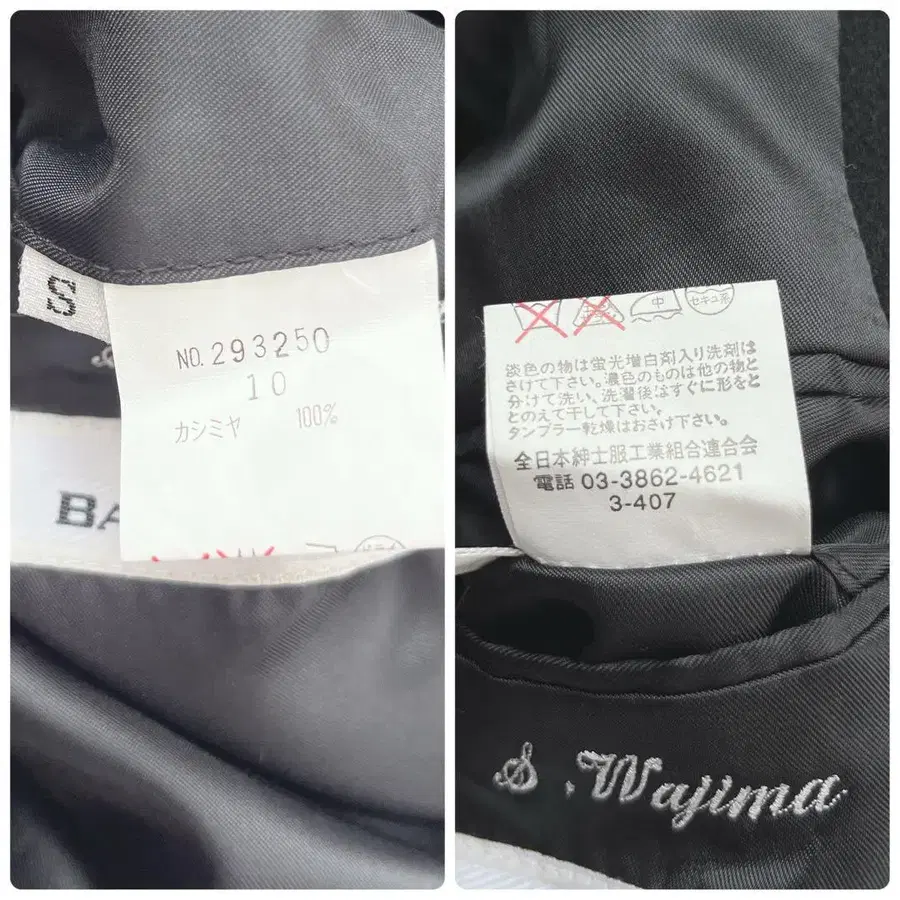 S
NO. 293250
10
カシミヤ 100%
BA
中
セキユ系
淡色の物は蛍光増白剤入り洗剤は
さけて下さい。濃色のものは他の物と
分けて洗い、洗濯後はすぐに形をと
とのえて干して下さい。
タンブラー乾燥はおさけ下さい。
全日本紳士服工業組合連合会
電話 03-3862-4621
3-407
S.Wajima